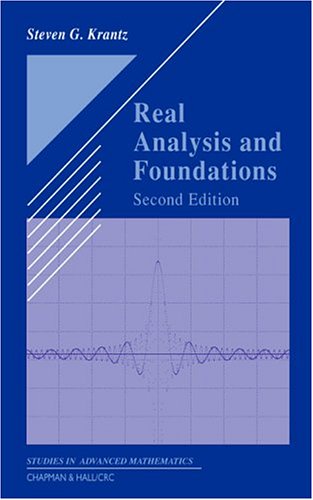 Steven G. Krantz
Real
Analysis and
Foundations
Second Edition
STUDIES IN ADVANCED MATHEMATICS
CHAPMAN & HALL/CRC